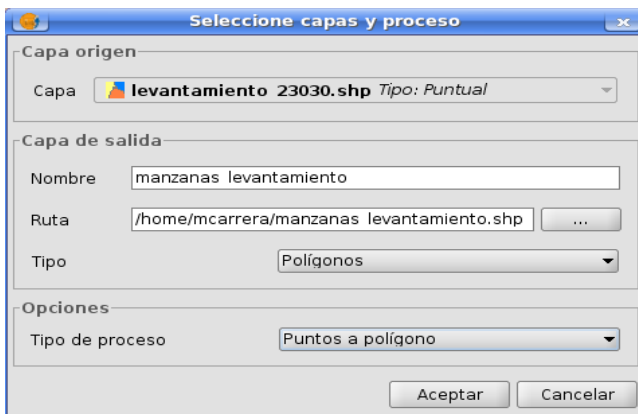 Seleccione capas y proceso
Capa origen
Capa levantamiento 23030.shp Tipo: Puntual
Capa de salida
Nombre manzanas levantamiento
Ruta /home/mcarrera/manzanas levantamiento.shp ...
Tipo Polígonos
Opciones
Tipo de proceso Puntos a polígono
Aceptar Cancelar